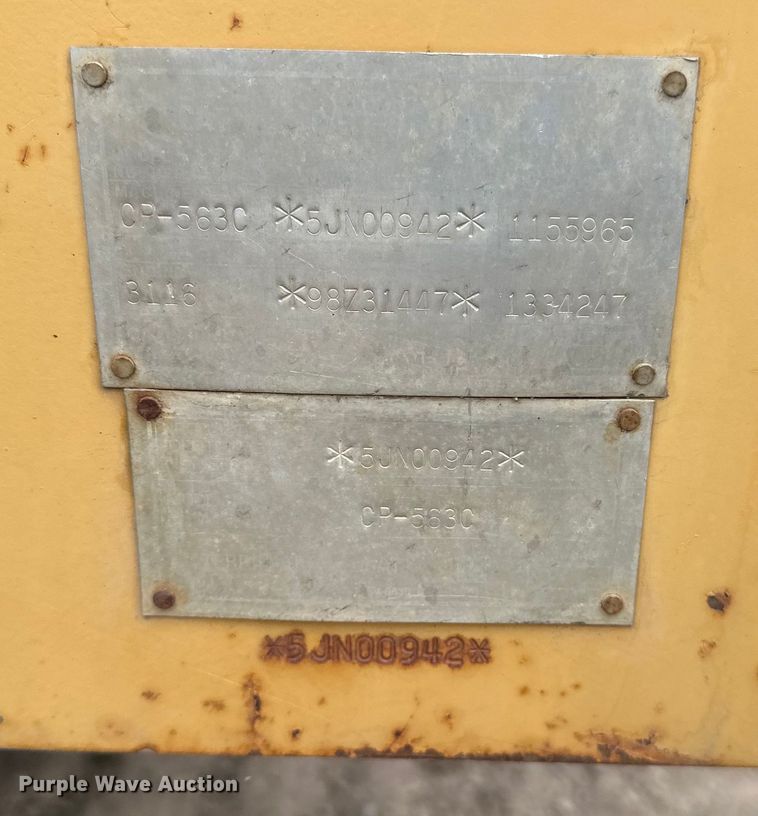 CP-563C *5JN00942* 1155965
3116 *98Z31447* 1334247
*5JN00942*
CP-563C
*5JN00942*
Purple Wave Auction